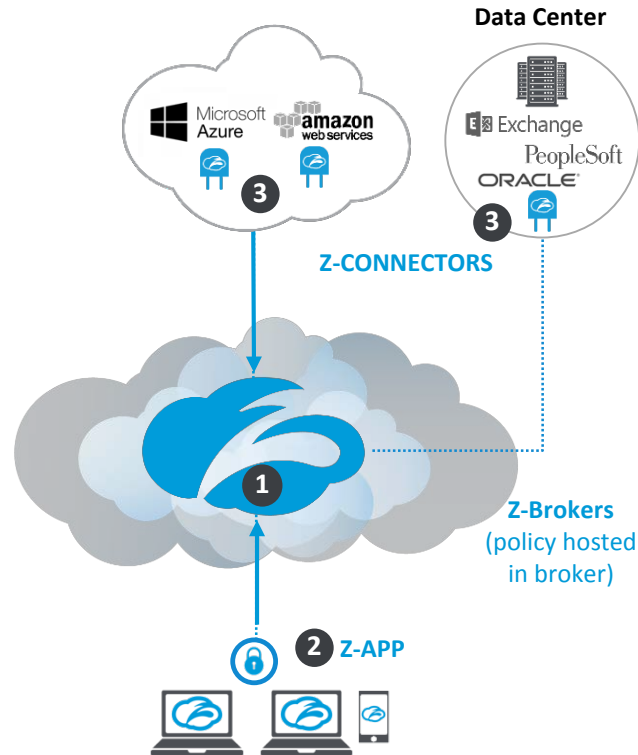 Data Center
Microsoft
Azure
amazon
web services
E Exchange
PeopleSoft
ORACLE
3
3
Z-CONNECTORS
1
Z-Brokers
(policy hosted
in broker)
2 Z-APP